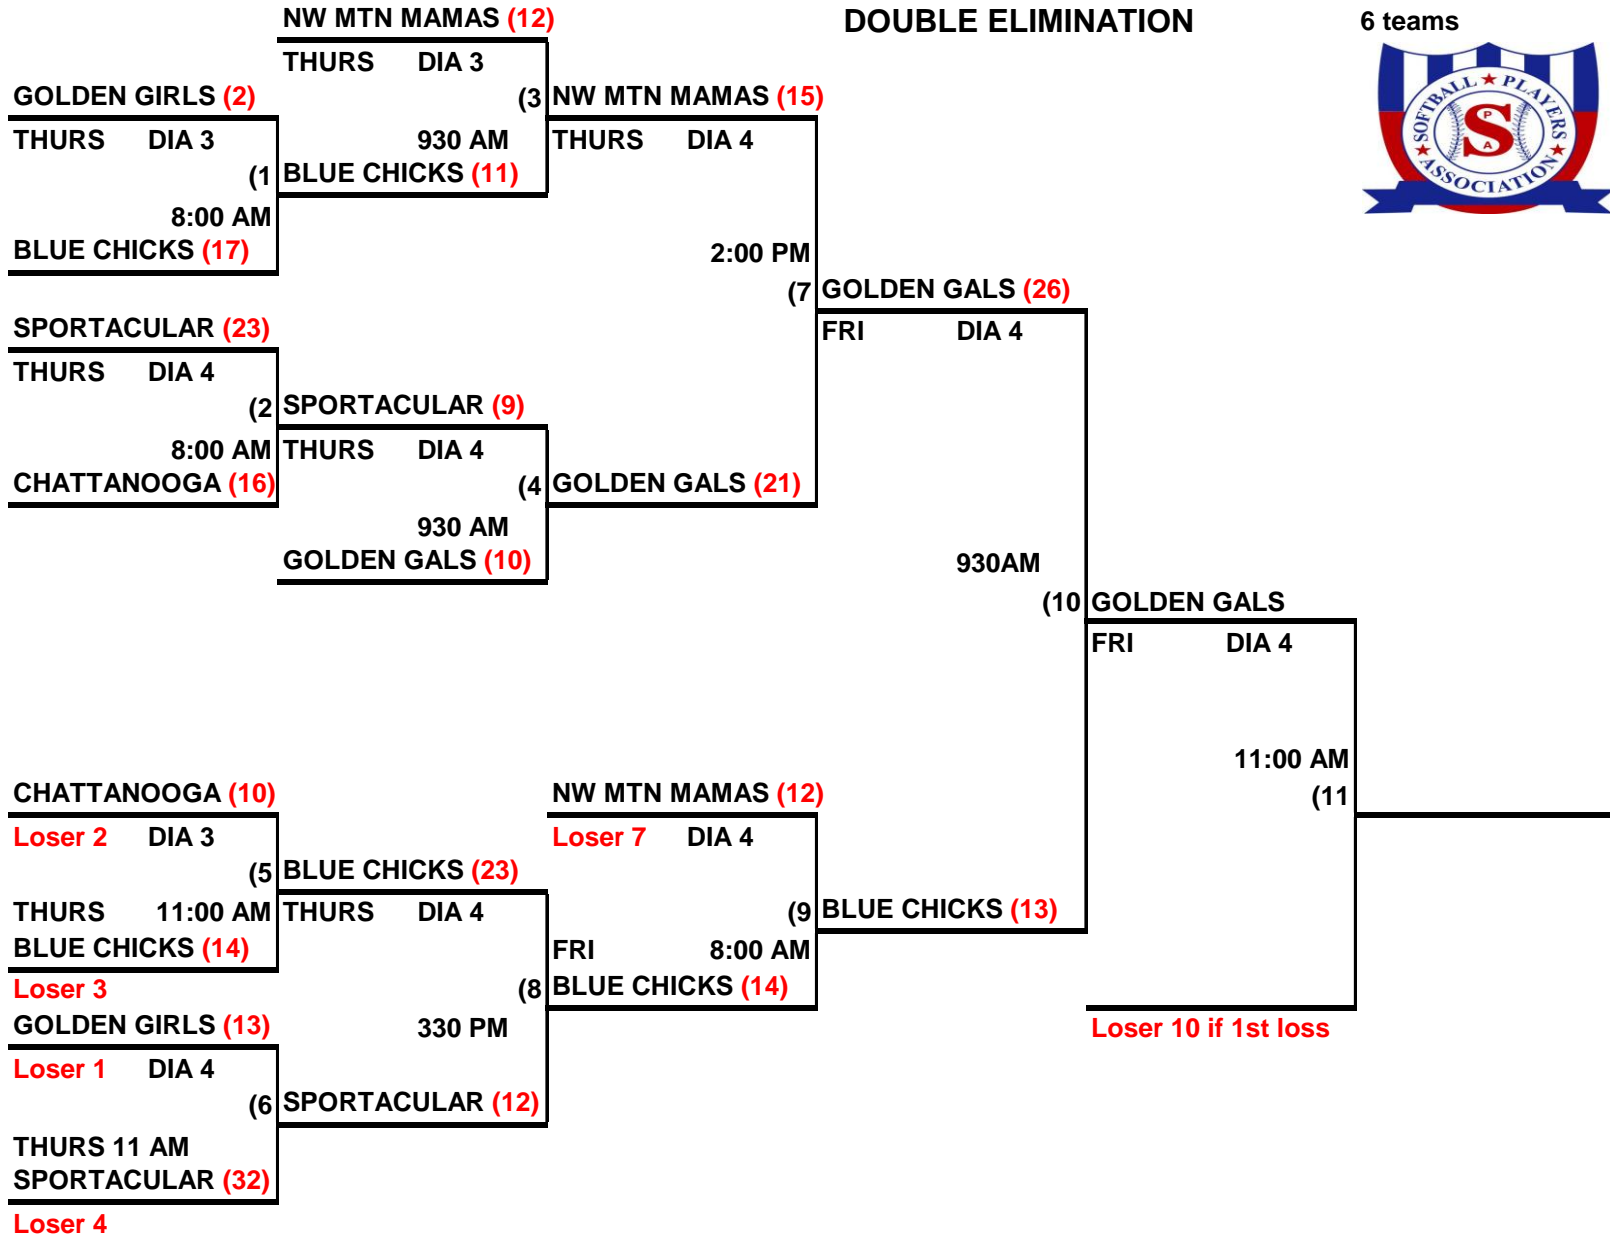 NW MTN MAMAS (12)
DOUBLE ELIMINATION
6 teams
THURS DIA 3
GOLDEN GIRLS (2)
(3 NW MTN MAMAS (15)
THURS DIA 3
930 AM
THURS DIA 4
(1 BLUE CHICKS (11)
8:00 AM
BLUE CHICKS (17)
SOFTBALL ★ PLAYERS
★ ASSOCIATION ★
S
P
A
2:00 PM
(7 GOLDEN GALS (26)
SPORTACULAR (23)
FRI DIA 4
THURS DIA 4
(2 SPORTACULAR (9)
8:00 AM
THURS DIA 4
CHATTANOOGA (16)
(4 GOLDEN GALS (21)
930 AM
GOLDEN GALS (10)
930AM
(10 GOLDEN GALS
FRI DIA 4
11:00 AM
(11
CHATTANOOGA (10)
NW MTN MAMAS (12)
Loser 2 DIA 3
Loser 7 DIA 4
(5 BLUE CHICKS (23)
THURS 11:00 AM
THURS DIA 4
(9 BLUE CHICKS (13)
BLUE CHICKS (14)
FRI 8:00 AM
Loser 3
(8 BLUE CHICKS (14)
GOLDEN GIRLS (13)
330 PM
Loser 10 if 1st loss
Loser 1 DIA 4
(6 SPORTACULAR (12)
THURS 11 AM
SPORTACULAR (32)
Loser 4